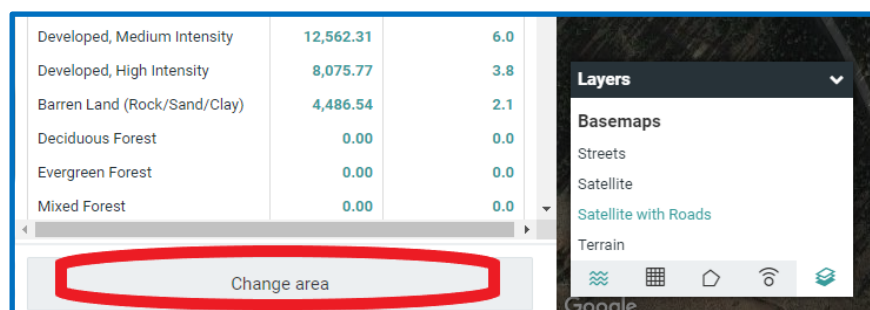 Developed, Medium Intensity 12,562.31 6.0
Developed, High Intensity 8,075.77 3.8
Barren Land (Rock/Sand/Clay) 4,486.54 2.1
Deciduous Forest 0.00 0.0
Evergreen Forest 0.00 0.0
Mixed Forest 0.00 0.0
Change area
Layers
Basemaps
Streets
Satellite
Satellite with Roads
Terrain
Google